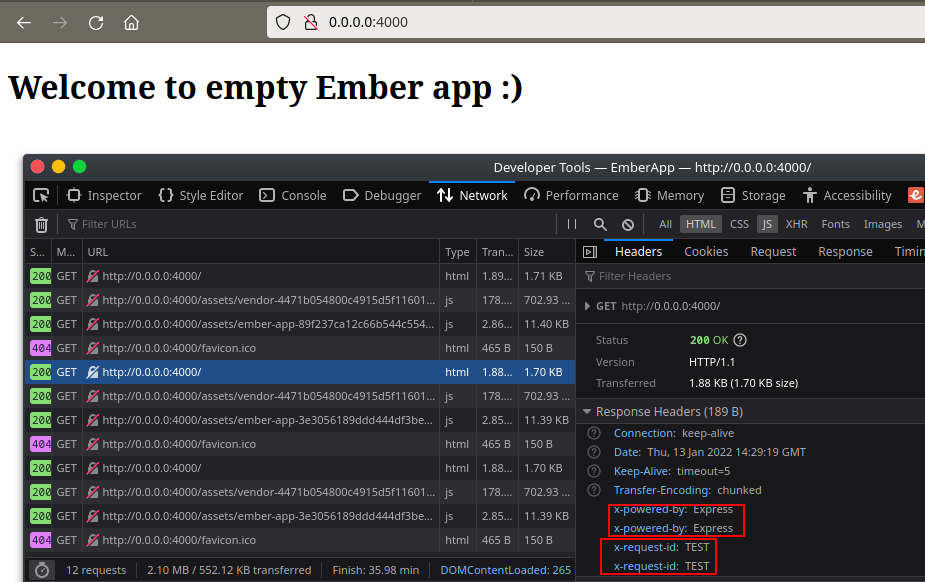 0.0.0.0:4000
Welcome to empty Ember app :)
Developer Tools — EmberApp — http://0.0.0.0:4000/
Inspector Style Editor Console Debugger Network Performance Memory Storage Accessibility
Filter URLs All HTML CSS JS XHR Fonts Images M
S... M... URL Type Tran... Size
200 GET http://0.0.0.0:4000/ html 1.89... 1.71 KB
200 GET http://0.0.0.0:4000/assets/vendor-4471b054800c4915d5f11601... js 178.... 702.93 ...
200 GET http://0.0.0.0:4000/assets/ember-app-89f237ca12c66b544c554... js 2.86... 11.40 KB
404 GET http://0.0.0.0:4000/favicon.ico html 465 B 150 B
200 GET http://0.0.0.0:4000/ html 1.88... 1.70 KB
200 GET http://0.0.0.0:4000/assets/vendor-4471b054800c4915d5f11601... js 178.... 702.93 ...
200 GET http://0.0.0.0:4000/assets/ember-app-3e3056189ddd444df3be... js 2.85... 11.39 KB
404 GET http://0.0.0.0:4000/favicon.ico html 465 B 150 B
200 GET http://0.0.0.0:4000/ html 1.88... 1.70 KB
200 GET http://0.0.0.0:4000/assets/vendor-4471b054800c4915d5f11601... js 178.... 702.93 ...
200 GET http://0.0.0.0:4000/assets/ember-app-3e3056189ddd444df3be... js 2.85... 11.39 KB
404 GET http://0.0.0.0:4000/favicon.ico html 465 B 150 B
12 requests 2.10 MB / 552.12 KB transferred Finish: 35.98 min DOMContentLoaded: 265
Headers Cookies Request Response Timin
Filter Headers
GET http://0.0.0.0:4000/
Status 200 OK
Version HTTP/1.1
Transferred 1.88 KB (1.70 KB size)
Response Headers (189 B)
Connection: keep-alive
Date: Thu, 13 Jan 2022 14:29:19 GMT
Keep-Alive: timeout=5
Transfer-Encoding: chunked
x-powered-by: Express
x-powered-by: Express
x-request-id: TEST
x-request-id: TEST